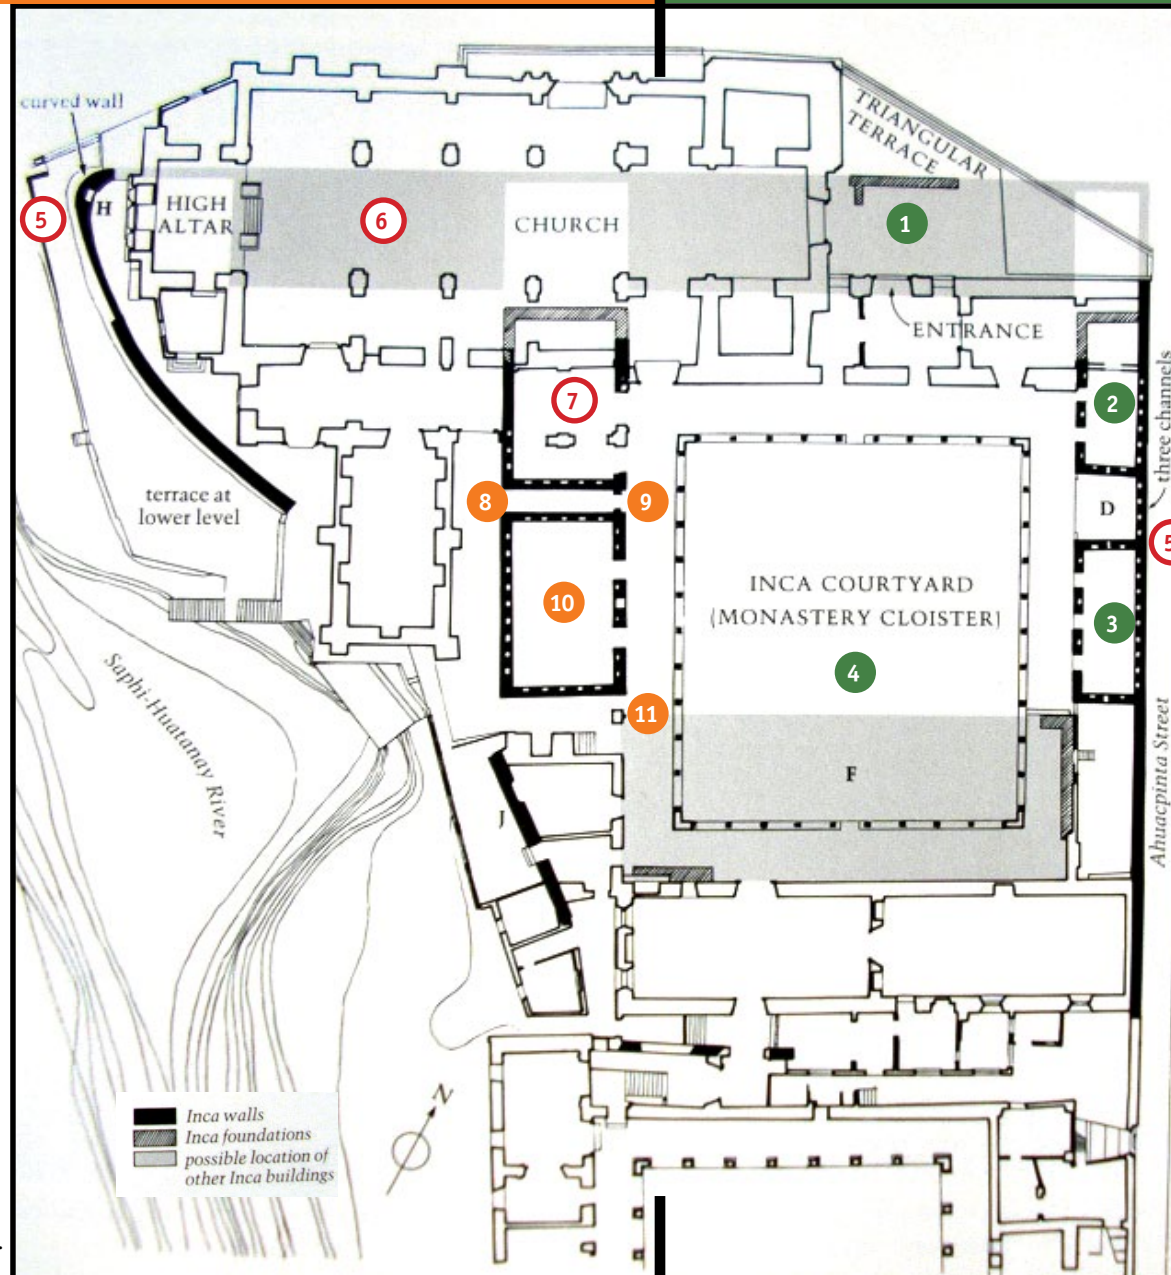 curved wall
TRIANGULAR
TERRACE
5
H
HIGH
ALTAR
6
CHURCH
1
ENTRANCE
three channels
7
2
terrace at
lower level
8
9
D
5
INCA COURTYARD
(MONASTERY CLOISTER)
10
3
4
11
Saphi-Huatanay River
F
J
Ahuacpinta Street
N
Inca walls
Inca foundations
possible location of
other Inca buildings